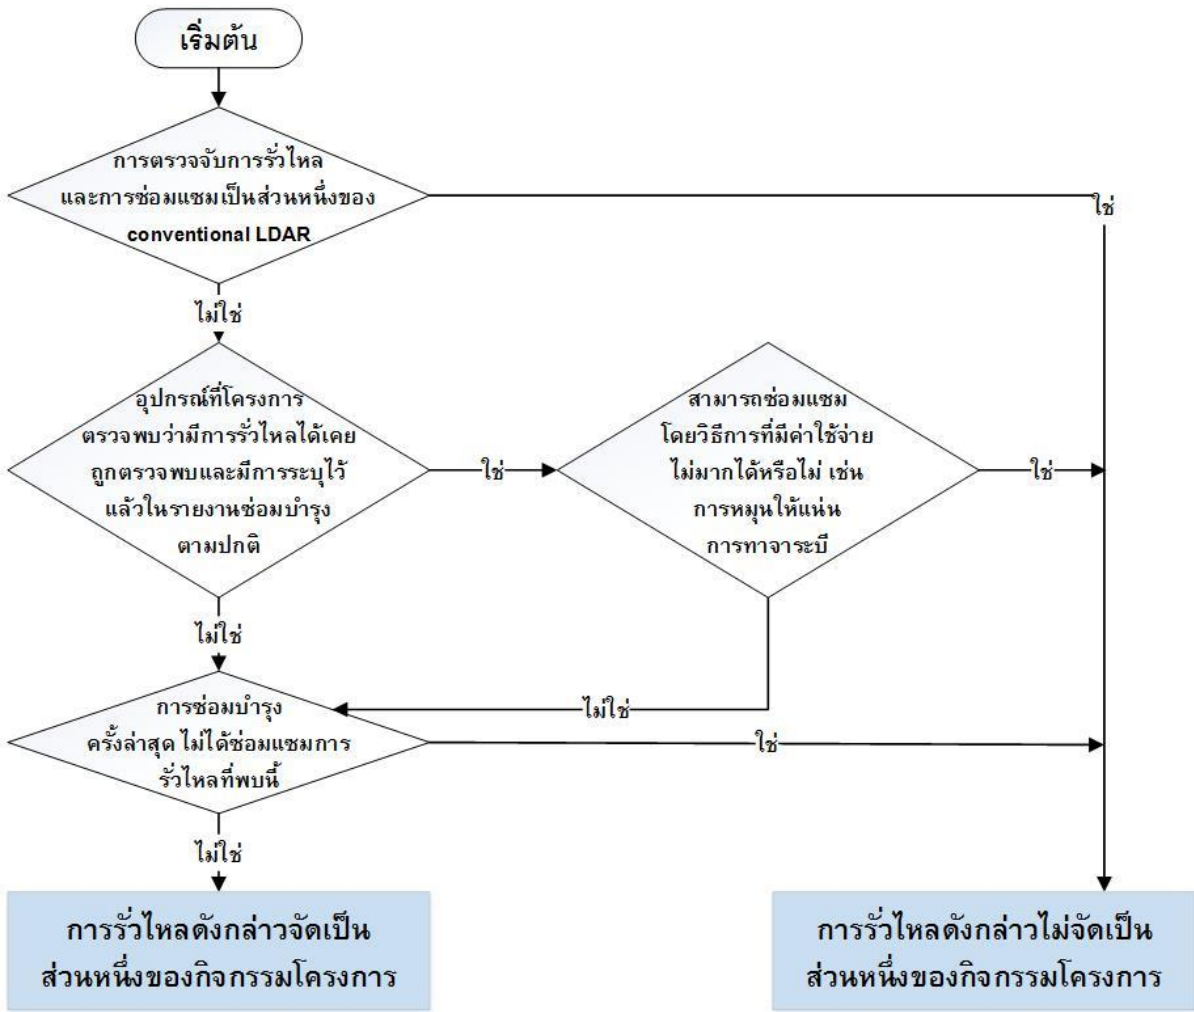 เริ่มต้น
การตรวจจับการรั่วไหล
และการซ่อมแซมเป็นส่วนหนึ่งของ
conventional LDAR
ใช่
ไม่ใช่
อุปกรณ์ที่โครงการ
ตรวจพบว่ามีการรั่วไหลได้เคย
ถูกตรวจพบและมีการระบุไว้
แล้วในรายงานซ่อมบำรุง
ตามปกติ
ใช่
สามารถซ่อมแซม
โดยวิธีการที่มีค่าใช้จ่าย
ไม่มากได้หรือไม่ เช่น
การหมุนให้แน่น
การทาจาระบี
ใช่
ไม่ใช่
ไม่ใช่
การซ่อมบำรุง
ครั้งล่าสุด ไม่ได้ซ่อมแซมการ
รั่วไหลที่พบนี้
ใช่
ไม่ใช่
การรั่วไหลดังกล่าวจัดเป็น
ส่วนหนึ่งของกิจกรรมโครงการ
การรั่วไหลดังกล่าวไม่จัดเป็น
ส่วนหนึ่งของกิจกรรมโครงการ